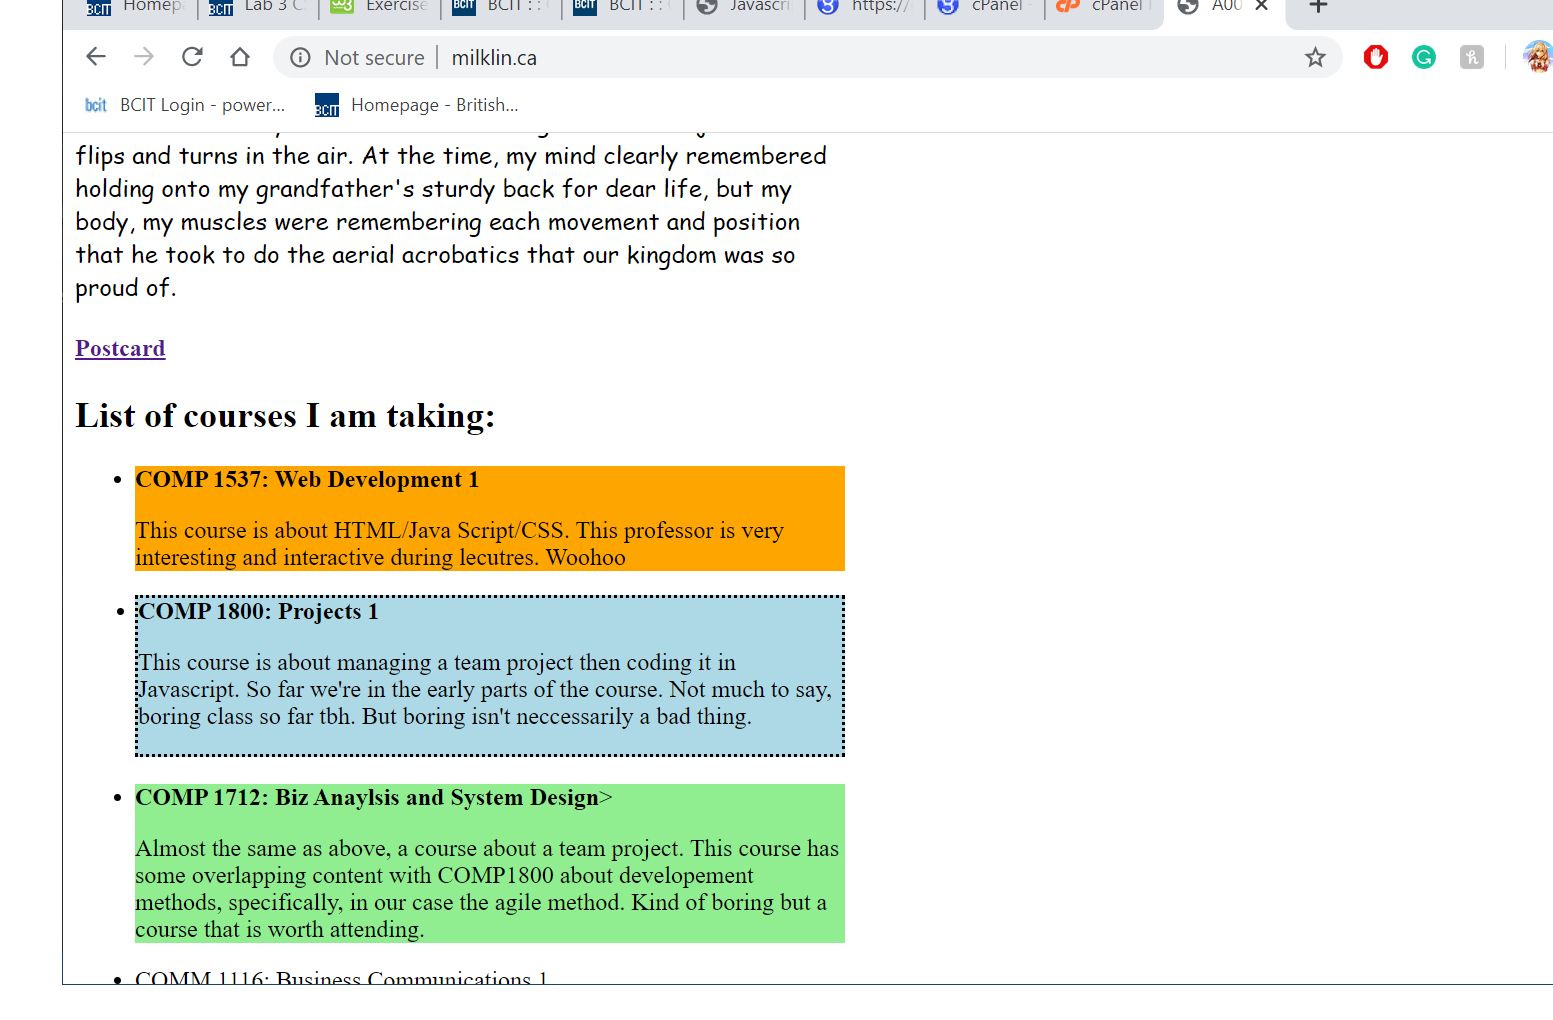 BCIT Homep
BCIT Lab 3 C
w3 Exercise
BCIT BCIT ::
BCIT BCIT ::
Javascri
https://
cPanel
cP cPanel
A00
Not secure | milklin.ca
bcit BCIT Login - power...
BCIT Homepage - British...
flips and turns in the air. At the time, my mind clearly remembered
holding onto my grandfather's sturdy back for dear life, but my
body, my muscles were remembering each movement and position
that he took to do the aerial acrobatics that our kingdom was so
proud of.
Postcard
List of courses I am taking:
• COMP 1537: Web Development 1
This course is about HTML/Java Script/CSS. This professor is very
interesting and interactive during lecutres. Woohoo
• COMP 1800: Projects 1
This course is about managing a team project then coding it in
Javascript. So far we're in the early parts of the course. Not much to say,
boring class so far tbh. But boring isn't neccessarily a bad thing.
• COMP 1712: Biz Anaylsis and System Design>
Almost the same as above, a course about a team project. This course has
some overlapping content with COMP1800 about developement
methods, specifically, in our case the agile method. Kind of boring but a
course that is worth attending.
• COMM 1116: Business Communications 1